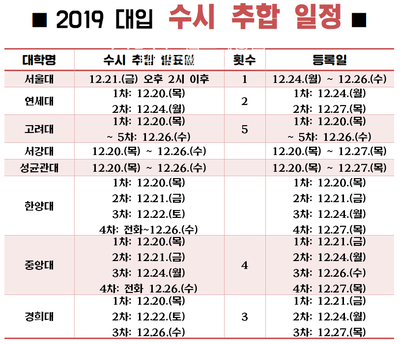 ■ 2019 대입 수시 추합 일정 ■
대학명 수시 추합 발표일 횟수 등록일
서울대 12.21.(금) 오후 2시 이후 1 12.24.(월) ~ 12.26.(수)
연세대 1차: 12.20.(목) 2 1차: 12.24.(월)
2차: 12.24.(월) 2차: 12.27.(목)
고려대 1차: 12.20.(목) 5 1차: 12.20.(목)
~ 5차: 12.26.(수) ~ 5차: 12.26.(수)
서강대 12.20.(목) ~ 12.26.(수) 12.20.(목) ~ 12.27.(목)
성균관대 12.20.(목) ~ 12.26.(수) 12.20.(목) ~ 12.27.(목)
한양대 1차: 12.20.(목) 1차: 12.20.(목)
2차: 12.21.(금) 2차: 12.21.(금)
3차: 12.22.(토) 3차: 12.24.(월)
4차: 전화~12.26.(수) 4차: 12.27.(목)
중앙대 1차: 12.20.(목) 4 1차: 12.21.(금)
2차: 12.21.(금) 2차: 12.24.(월)
3차: 12.24.(월) 3차: 12.26.(수)
4차: 전화 12.26.(수) 4차: 12.27.(목)
경희대 1차: 12.20.(목) 3 1차: 12.21.(금)
2차: 12.22.(토) 2차: 12.24.(월)
3차: 12.26.(수) 3차: 12.27.(목)